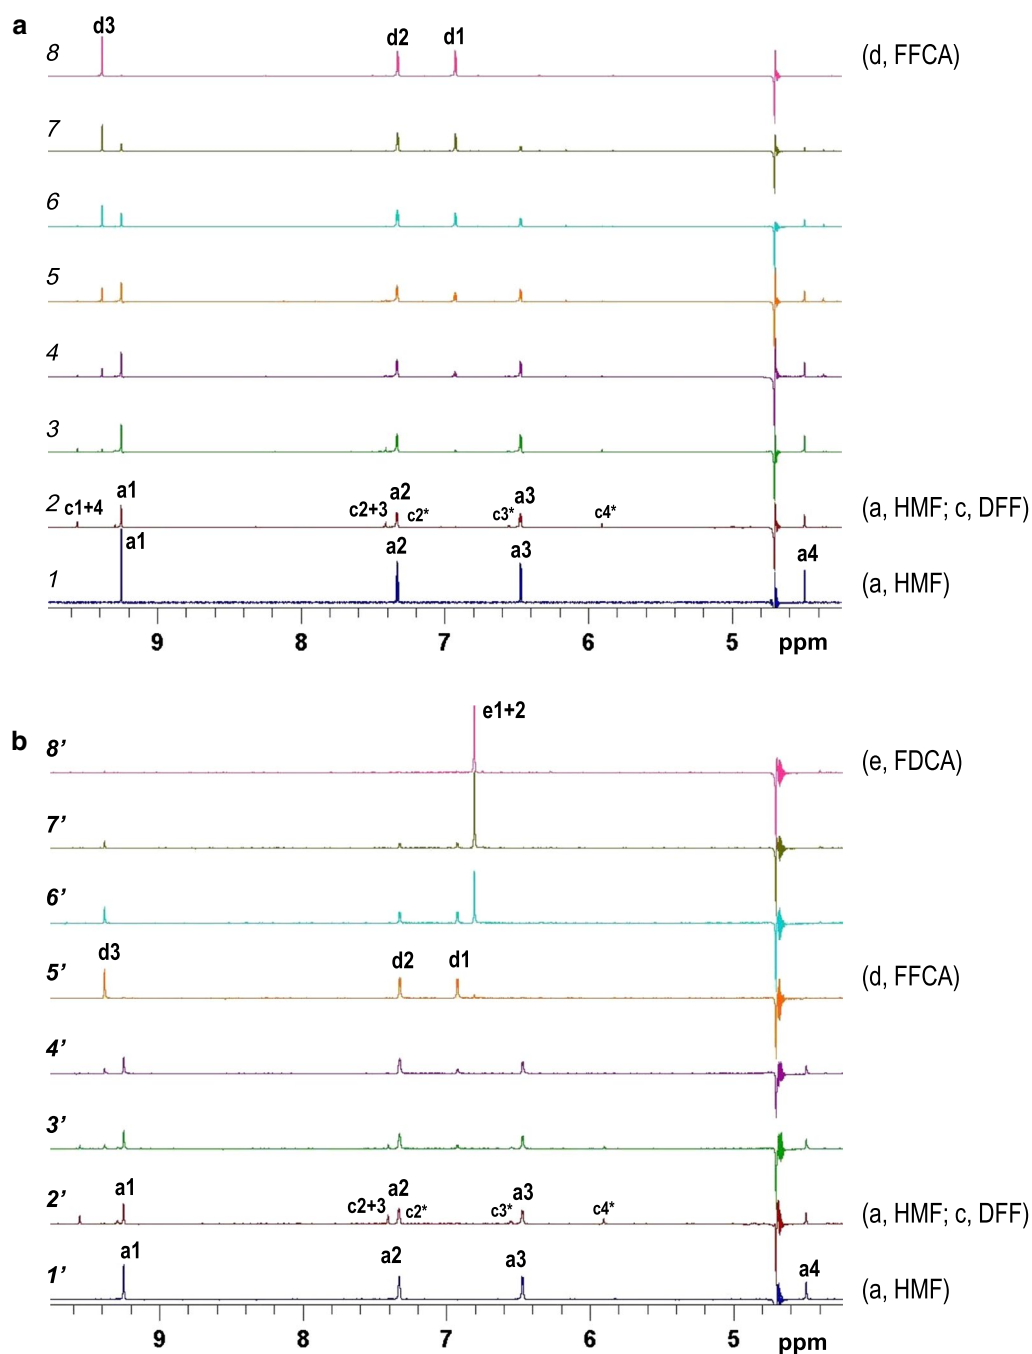 a
d3 d2 d1
8 (d, FFCA)
7
6
5
4
3
2 c1+4 a1 c2+3 a2 c2* c3* a3 c4* (a, HMF; c, DFF)
1 a1 a2 a3 a4 (a, HMF)
9 8 7 6 5 ppm
b
e1+2
8’ (e, FDCA)
7’
6’
5’ d3 d2 d1 (d, FFCA)
4’
3’
2’ a1 c2+3 a2 c2* c3* a3 c4* (a, HMF; c, DFF)
1’ a1 a2 a3 a4 (a, HMF)
9 8 7 6 5 ppm